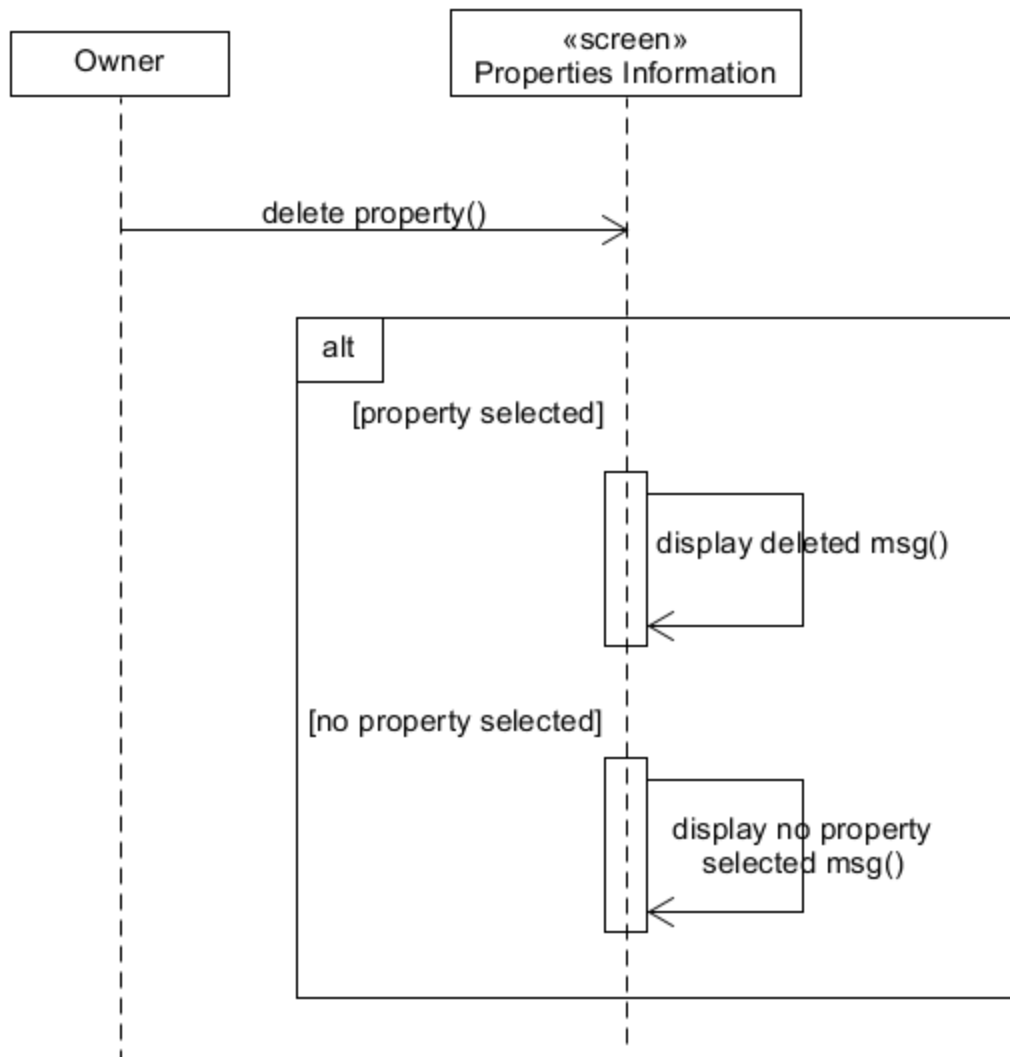 Owner
«screen»
Properties Information
delete property()
alt
[property selected]
display deleted msg()
[no property selected]
display no property
selected msg()